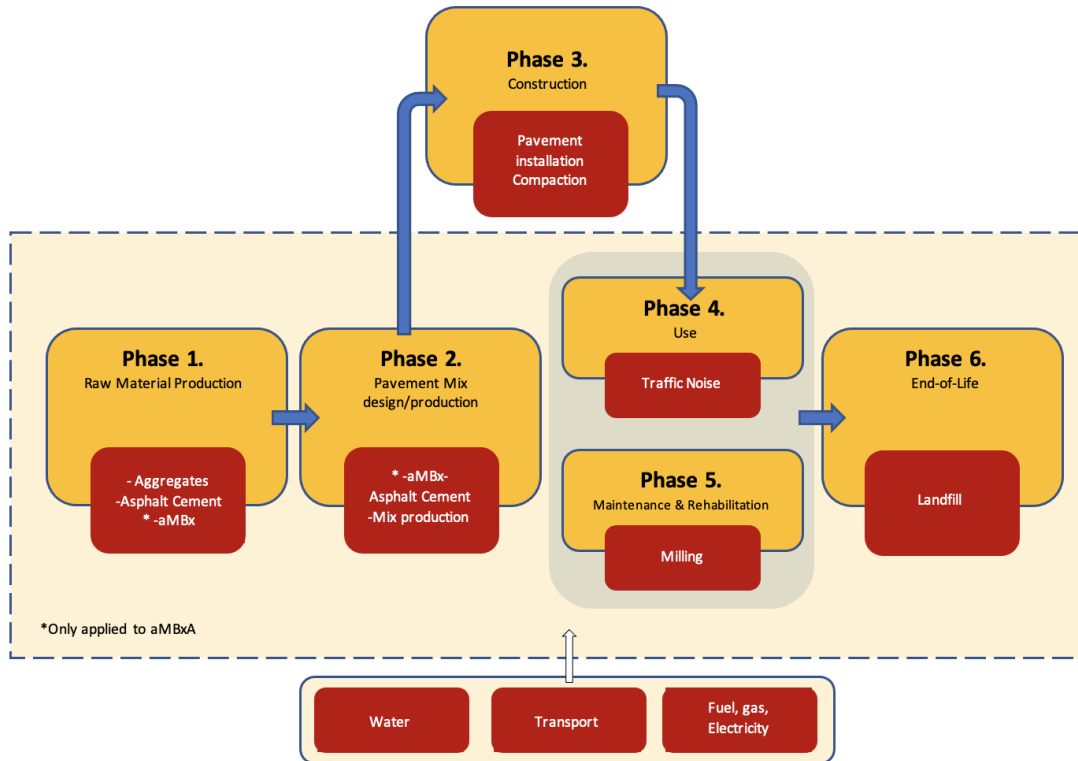 Phase 3.
Construction
Pavement
installation
Compaction
Phase 1.
Raw Material Production
- Aggregates
-Asphalt Cement
* -aMBx
Phase 2.
Pavement Mix
design/production
* -aMBx-
Asphalt Cement
-Mix production
Phase 4.
Use
Traffic Noise
Phase 5.
Maintenance & Rehabilitation
Milling
Phase 6.
End-of-Life
Landfill
*Only applied to aMBxA
Water
Transport
Fuel, gas,
Electricity